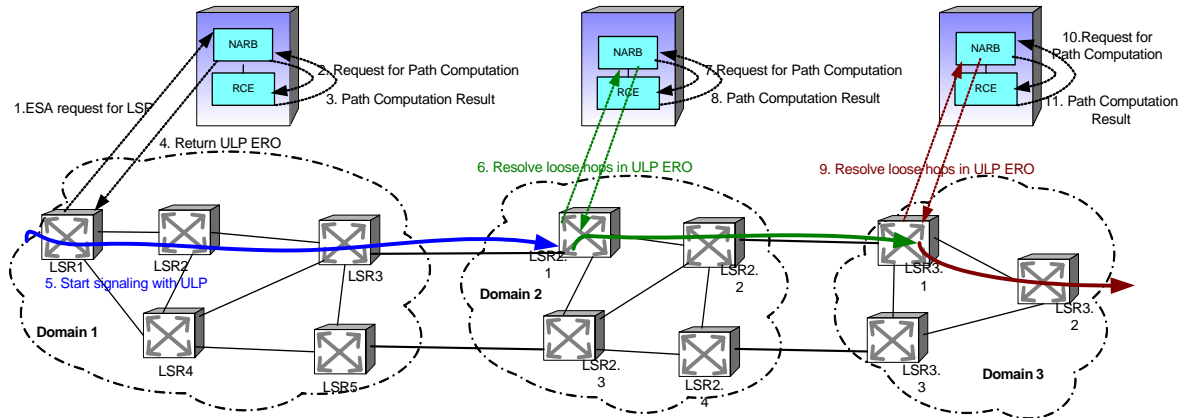 NARB
RCE
2. Request for Path Computation
3. Path Computation Result
1.ESA request for LSP
4. Return ULP ERO
NARB
RCE
7.Request for Path Computation
8. Path Computation Result
6. Resolve loose-hops in ULP ERO
NARB
RCE
10.Request for
Path Computation
11. Path Computation
Result
9. Resolve loose-hops in ULP ERO
LSR1
LSR2
LSR3
5. Start signaling with ULP
Domain 1
LSR4
LSR5
LSR2.
1
LSR2.
2
Domain 2
LSR2.
3
LSR2.
4
LSR3.
1
LSR3.
2
LSR3.
3
Domain 3